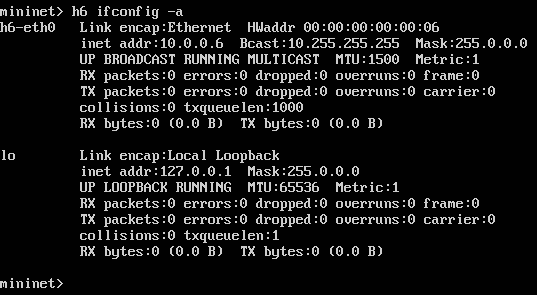 mininet> h6 ifconfig -a
h6-eth0   Link encap:Ethernet  HWaddr 00:00:00:00:00:06
          inet addr:10.0.0.6  Bcast:10.255.255.255  Mask:255.0.0.0
          UP BROADCAST RUNNING MULTICAST  MTU:1500  Metric:1
          RX packets:0 errors:0 dropped:0 overruns:0 frame:0
          TX packets:0 errors:0 dropped:0 overruns:0 carrier:0
          collisions:0 txqueuelen:1000
          RX bytes:0 (0.0 B)  TX bytes:0 (0.0 B)
lo        Link encap:Local Loopback
          inet addr:127.0.0.1  Mask:255.0.0.0
          UP LOOPBACK RUNNING  MTU:65536  Metric:1
          RX packets:0 errors:0 dropped:0 overruns:0 frame:0
          TX packets:0 errors:0 dropped:0 overruns:0 carrier:0
          collisions:0 txqueuelen:1
          RX bytes:0 (0.0 B)  TX bytes:0 (0.0 B)
mininet>